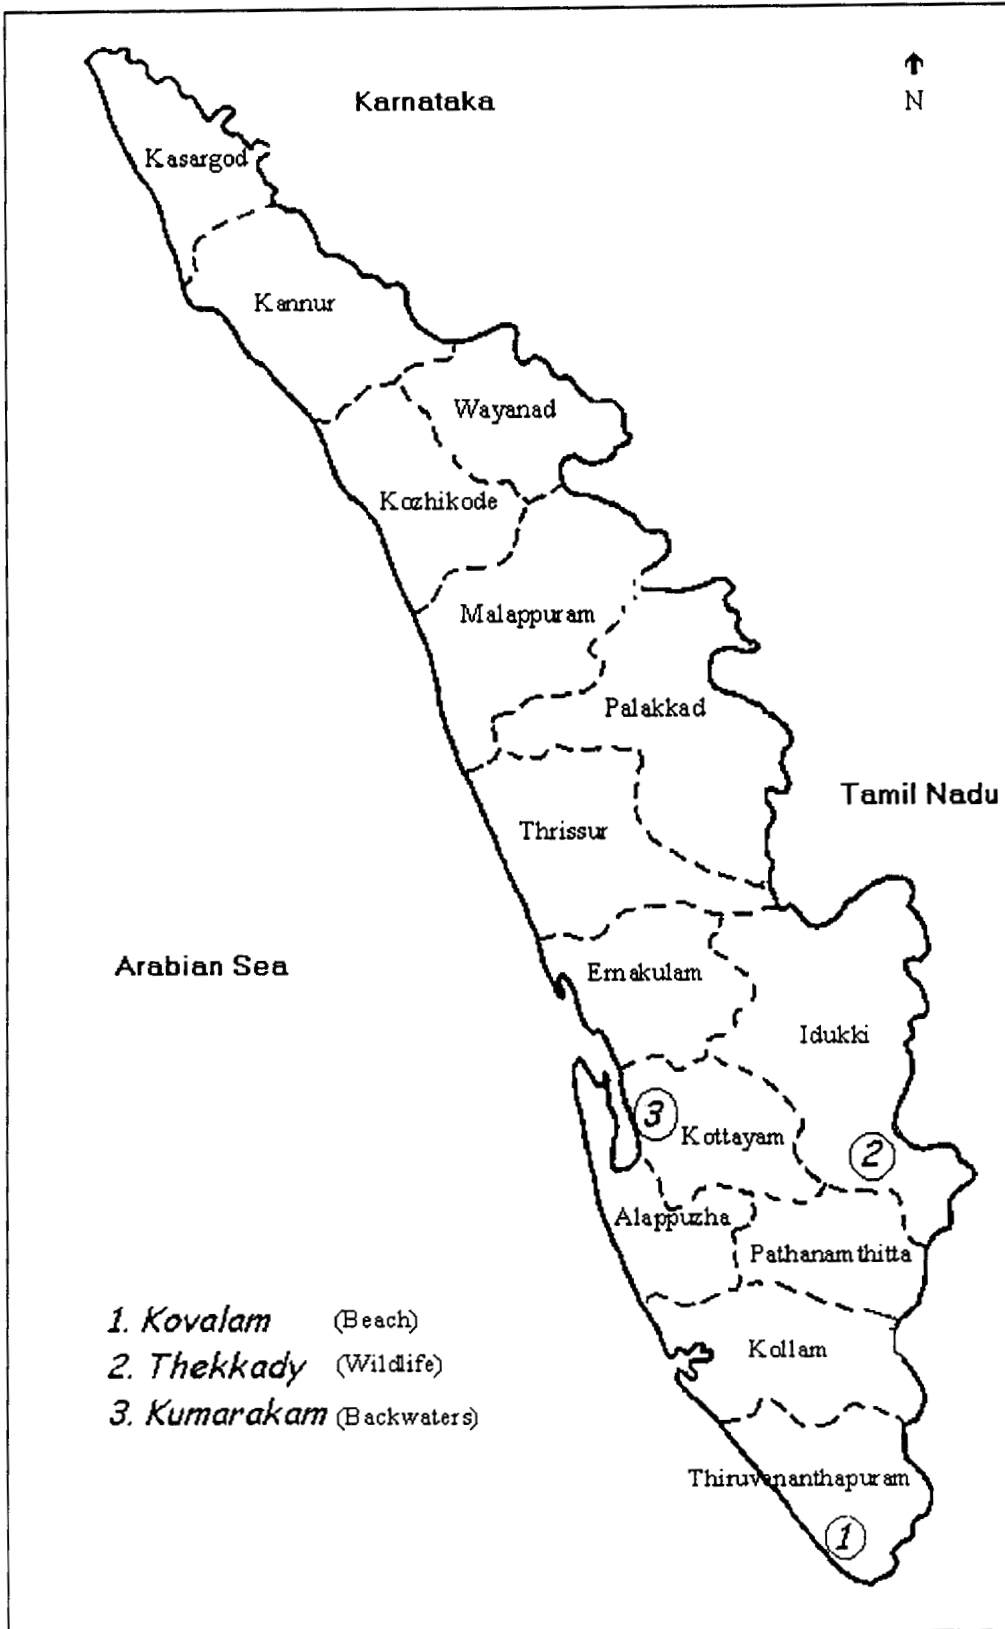 Karnataka
N
Kasargod
Kannur
Wayanad
Kozhikode
Malappuram
Palakkad
Tamil Nadu
Thrissur
Arabian Sea
Ernakulam
Idukki
3
Kottayam
2
Alappuzha
Pathanamthitta
1. Kovalam (Beach)
2. Thekkady (Wildlife)
3. Kumarakam (Backwaters)
Kollam
Thiruvananthapuram
1